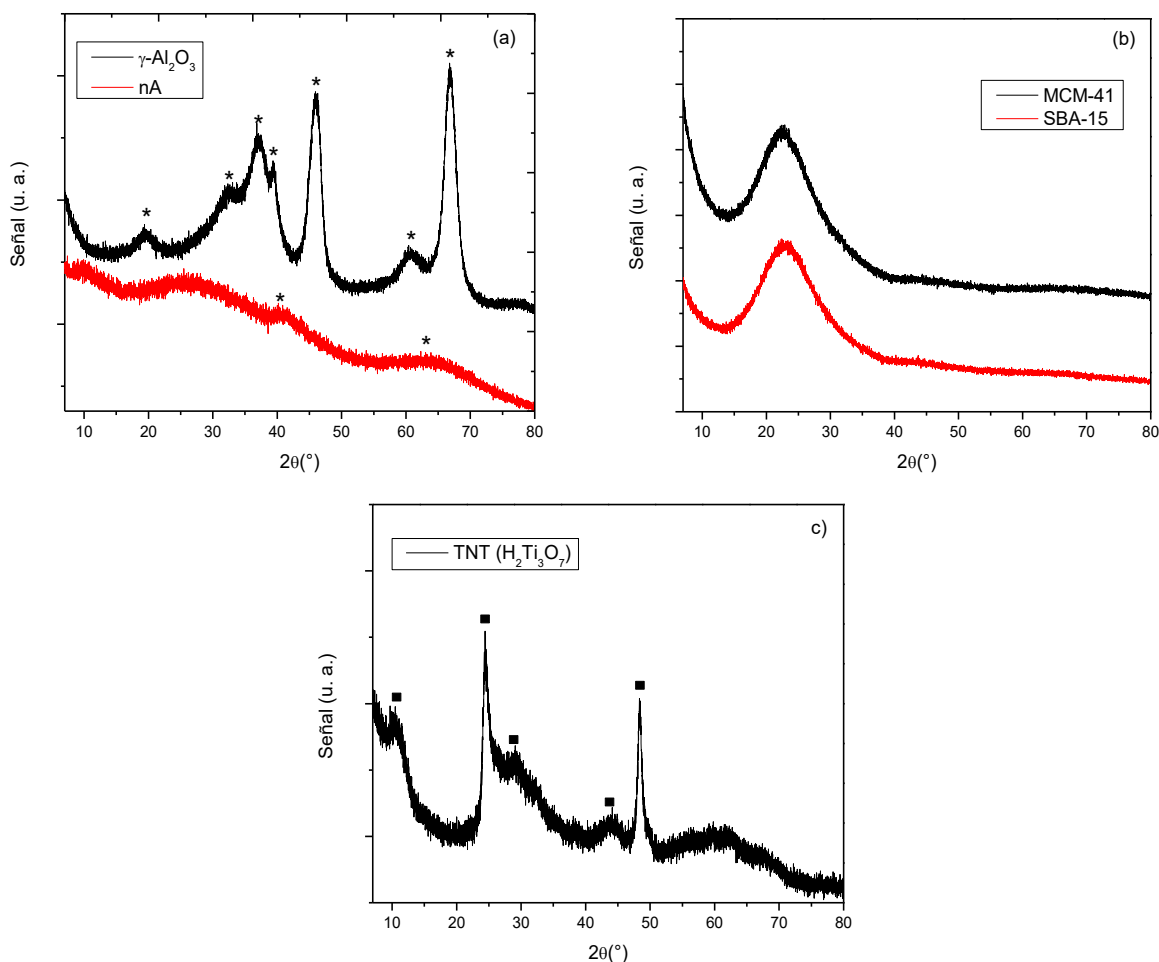 (a)
γ-Al₂O₃
nA
* * * * * * *
* *
Señal (u. a.)
10 20 30 40 50 60 70 80
2θ(°)
(b)
MCM-41
SBA-15
Señal (u. a.)
10 20 30 40 50 60 70 80
2θ(°)
c)
TNT (H₂Ti₃O₇)
Señal (u. a.)
10 20 30 40 50 60 70 80
2θ(°)